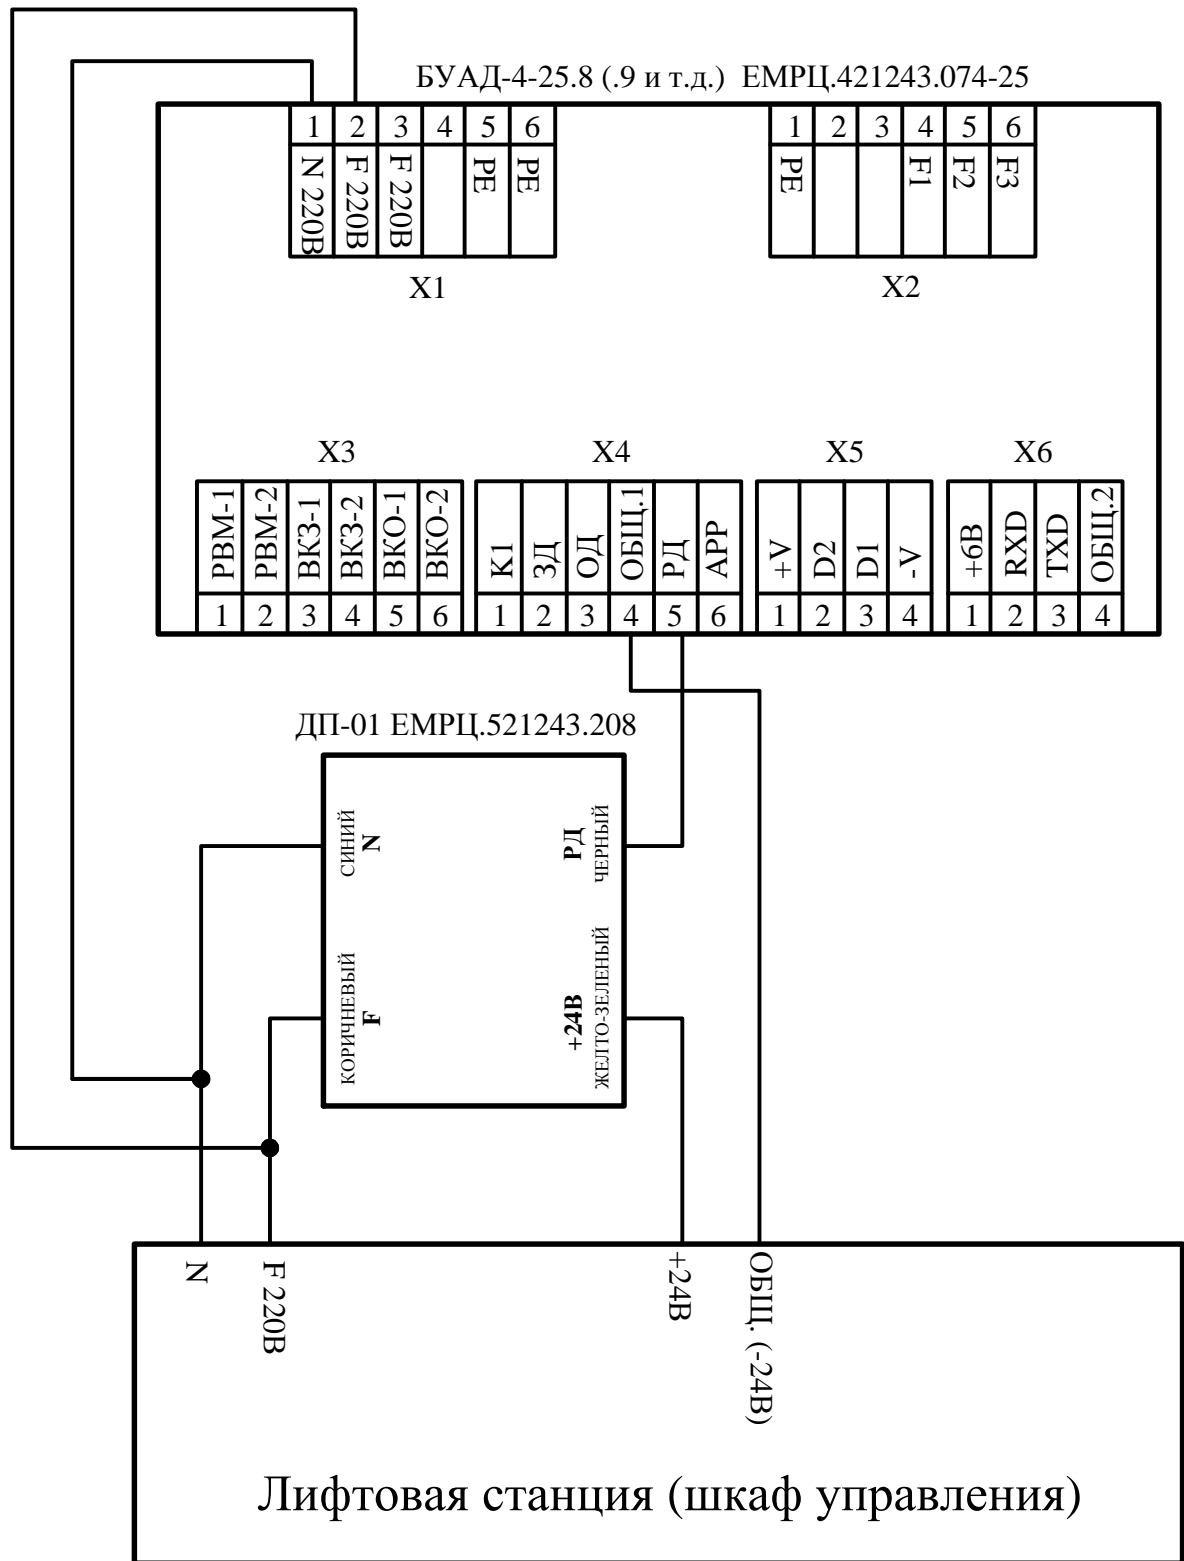 БУАД-4-25.8 (.9 и т.д.) ЕМРЦ.421243.074-25
1 2 3 4 5 6
N 220В
F 220В
F 220В
PE
PE
X1
1 2 3 4 5 6
PE
F1
F2
F3
X2
X3
РВМ-1
РВМ-2
ВКЗ-1
ВКЗ-2
ВКО-1
ВКО-2
1 2 3 4 5 6
X4
К1
ЗД
ОД
ОБЩ.1
РД
АРР
1 2 3 4 5 6
X5
+V
D2
D1
-V
1 2 3 4
X6
+6В
RXD
TXD
ОБЩ.2
1 2 3 4
ДП-01 ЕМРЦ.521243.208
СИНИЙ
N
РД
ЧЕРНЫЙ
КОРИЧНЕВЫЙ
F
+24В
ЖЕЛТО-ЗЕЛЕНЫЙ
N
F 220В
+24В
ОБЩ. (-24В)
Лифтовая станция (шкаф управления)